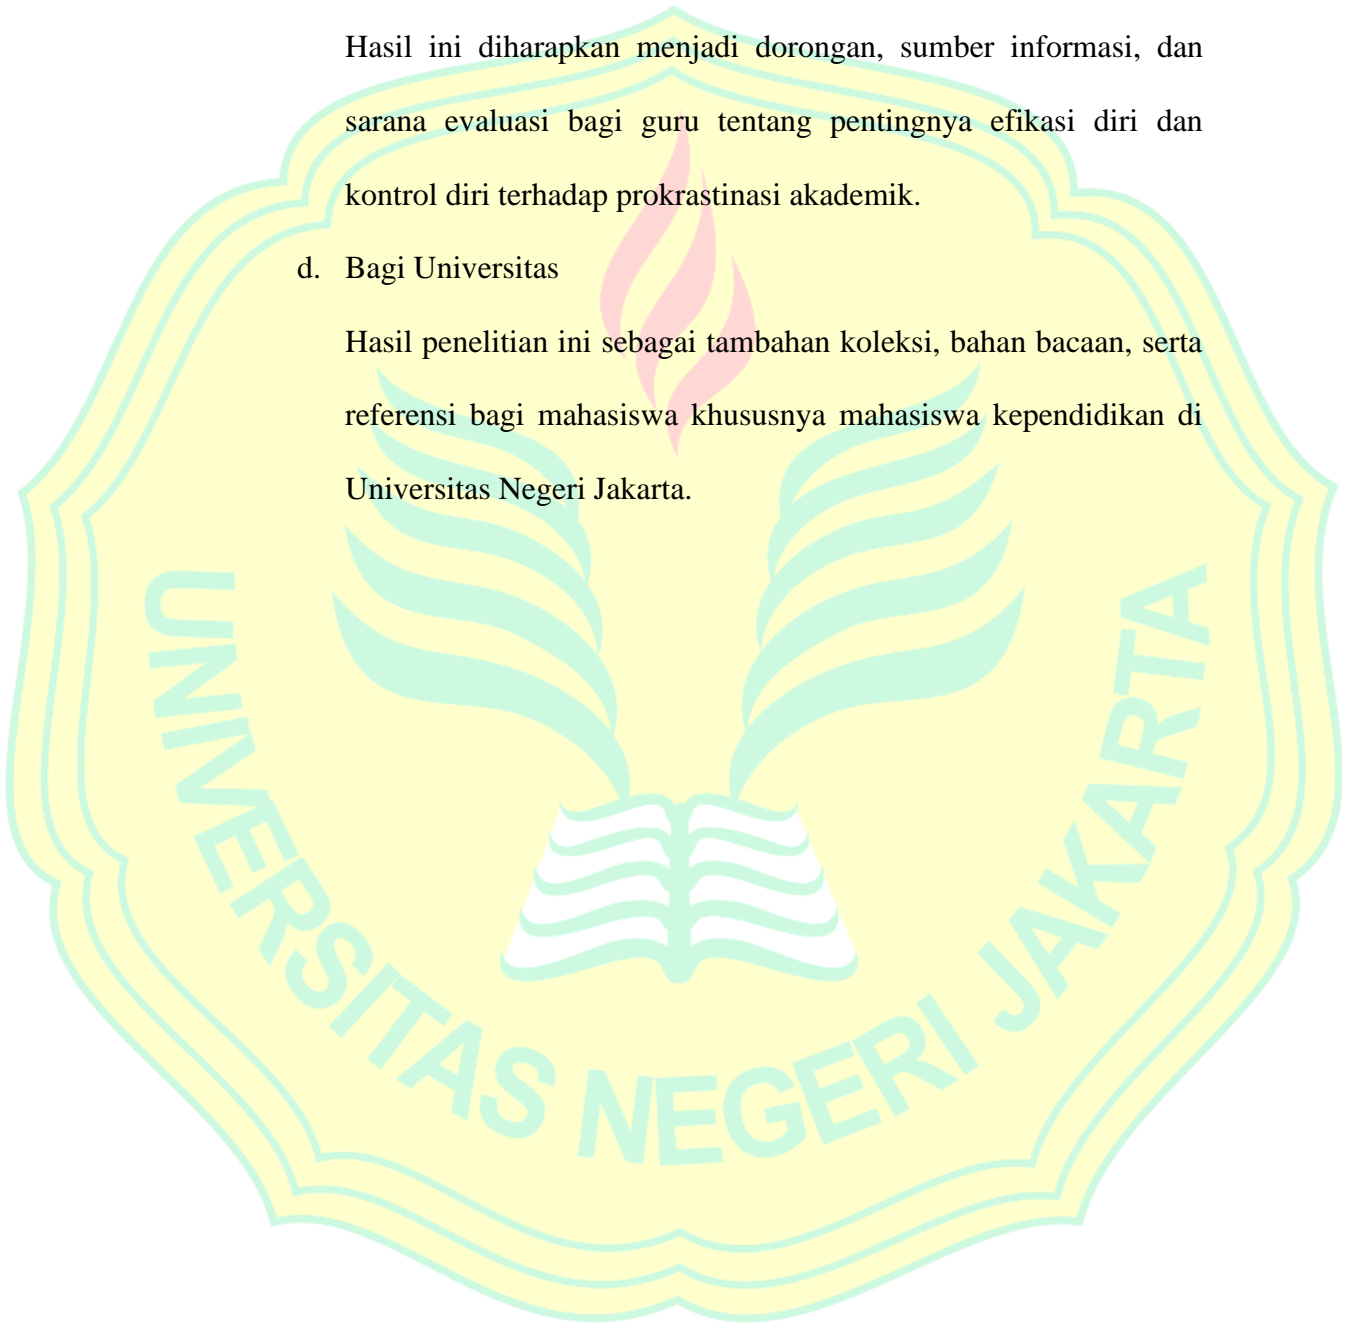 Hasil ini diharapkan menjadi dorongan, sumber informasi, dan
sarana evaluasi bagi guru tentang pentingnya efikasi diri dan
kontrol diri terhadap prokrastinasi akademik.
d. Bagi Universitas
Hasil penelitian ini sebagai tambahan koleksi, bahan bacaan, serta
referensi bagi mahasiswa khususnya mahasiswa kependidikan di
Universitas Negeri Jakarta.
UNIVERSITAS NEGERI JAKARTA